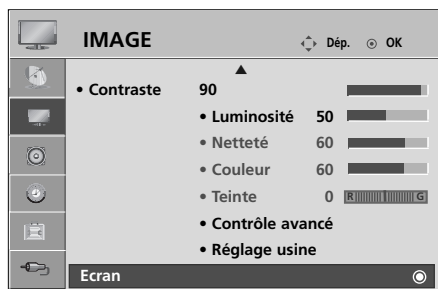 IMAGE Dép. OK
• Contraste 90
• Luminosité 50
• Netteté 60
• Couleur 60
• Teinte 0 R G
• Contrôle avancé
• Réglage usine
Ecran